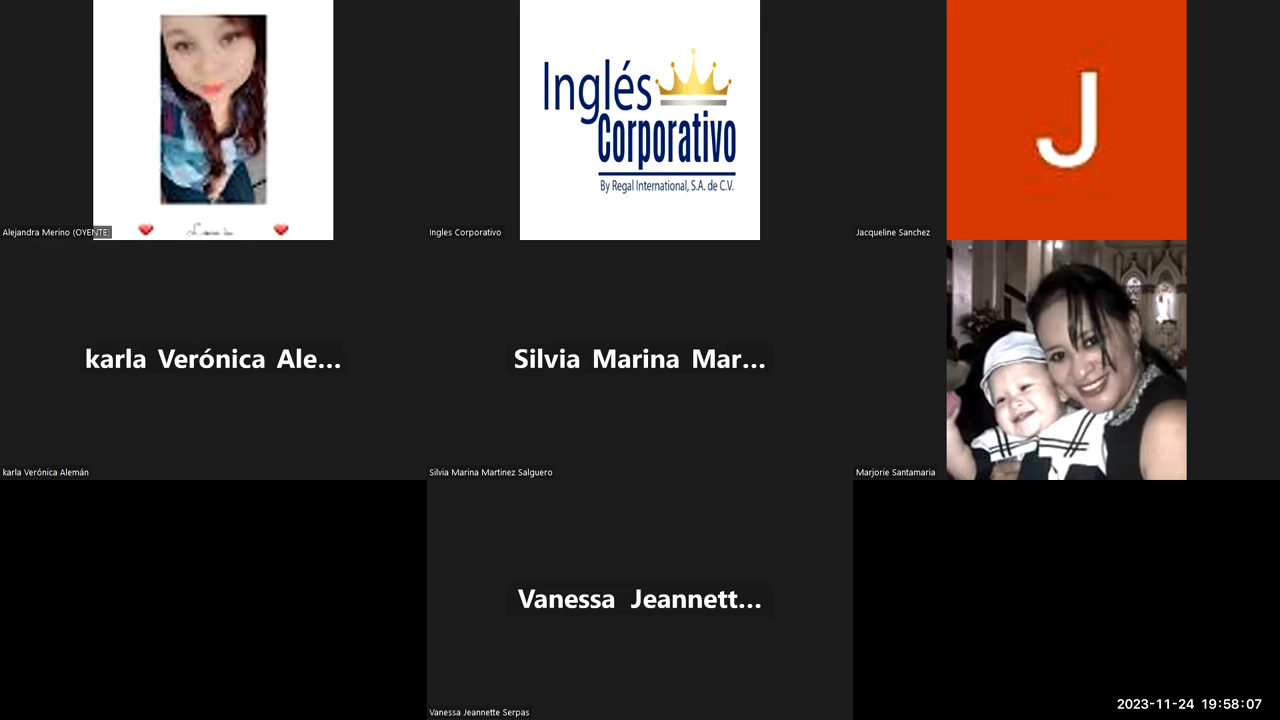 Alejandra Merino (OYENTE)
Inglés
Corporativo
By Regal International, S.A. de C.V.
Ingles Corporativo
J
Jacqueline Sanchez
karla Verónica Ale...
karla Verónica Alemán
Silvia Marina Mar...
Silvia Marina Martinez Salguero
Marjorie Santamaria
Vanessa Jeannett...
Vanessa Jeannette Serpas
2023-11-24 19:58:07